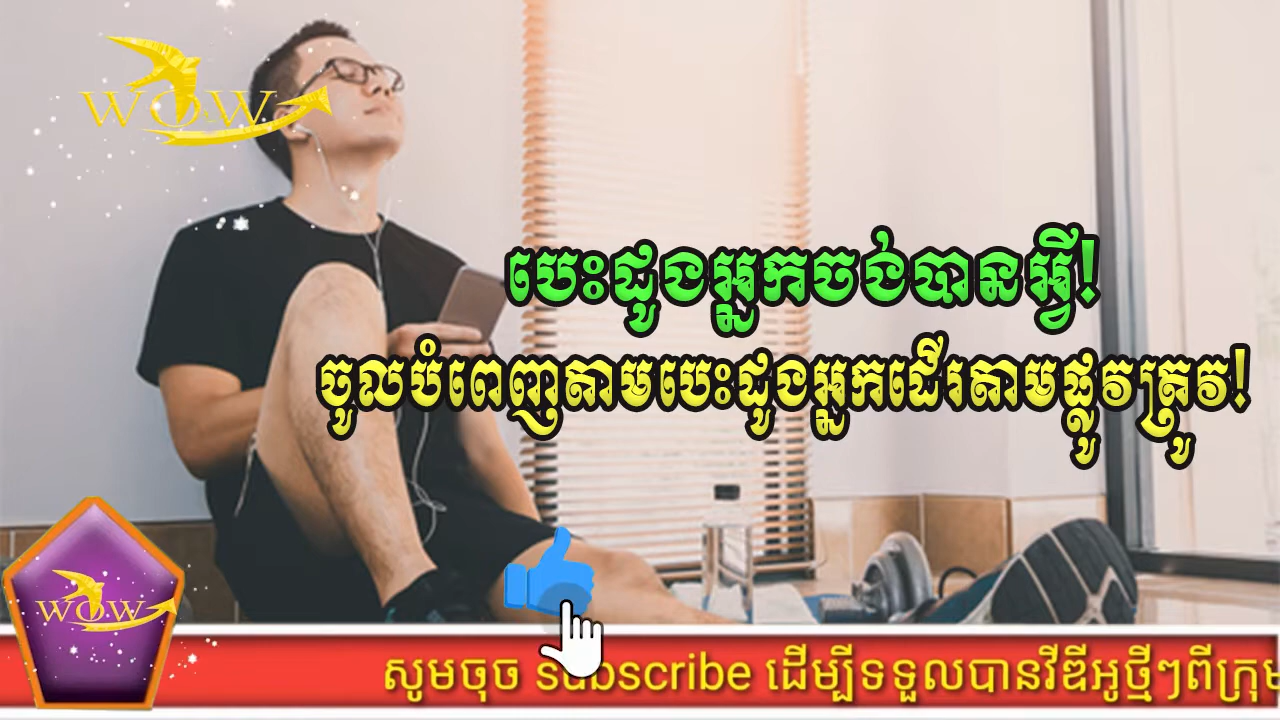 WOW
បេះដូងអ្នកចង់បានអ្វី!
ចូលបំពេញតាមបេះដូងអ្នកដើរតាមផ្លូវត្រូវ!
WOW
សូមចុច subscribe ដើម្បីទទួលបានវីឌីអូថ្មីៗពីក្រុម